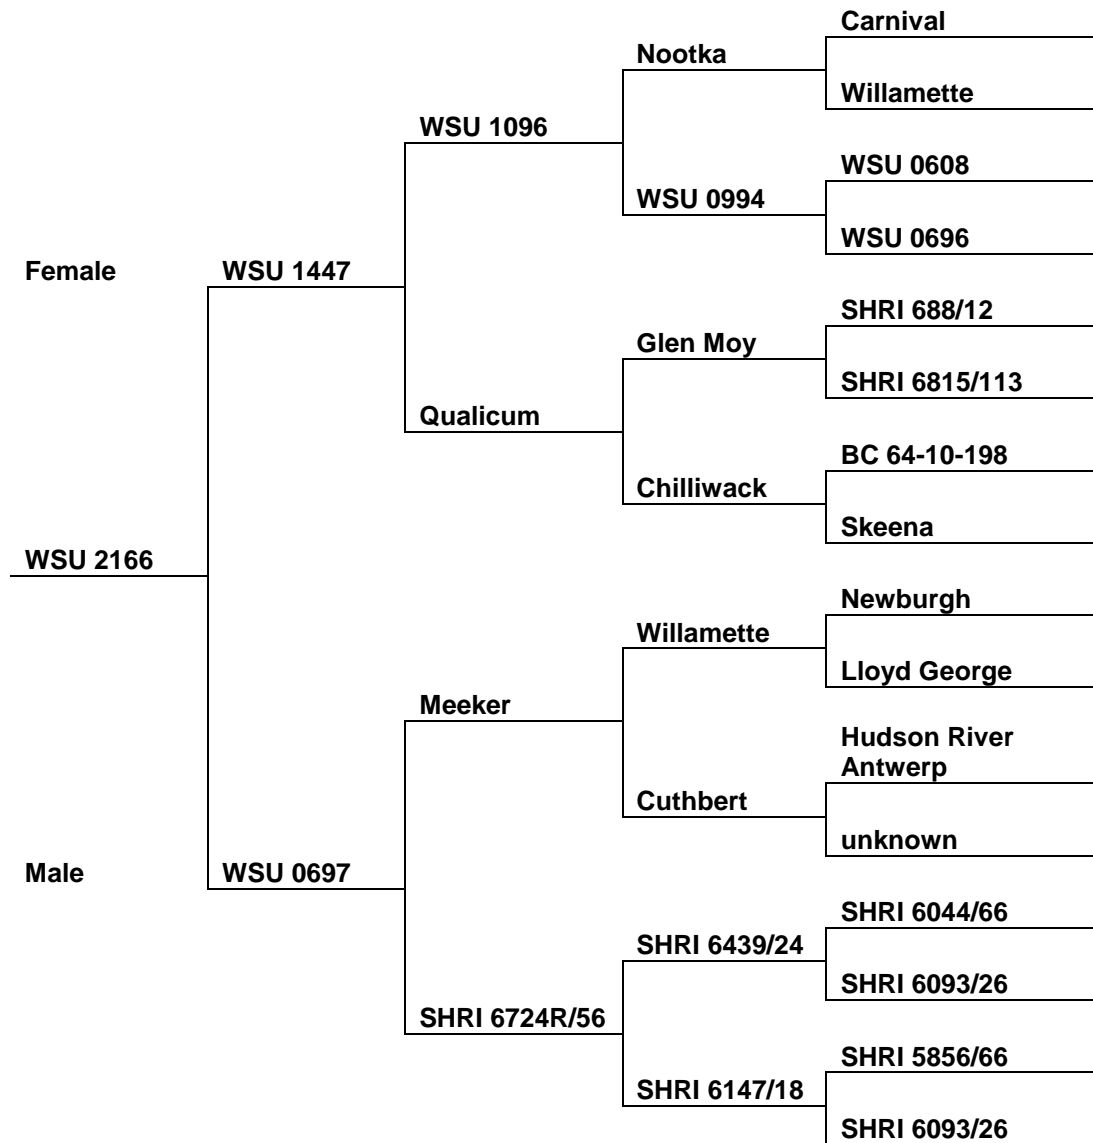 Carnival
Nootka
Willamette
WSU 1096
WSU 0608
WSU 0994
WSU 0696
Female
WSU 1447
SHRI 688/12
Glen Moy
SHRI 6815/113
Qualicum
BC 64-10-198
Chilliwack
Skeena
WSU 2166
Newburgh
Willamette
Lloyd George
Meeker
Hudson River
Antwerp
Cuthbert
unknown
Male
WSU 0697
SHRI 6044/66
SHRI 6439/24
SHRI 6093/26
SHRI 6724R/56
SHRI 5856/66
SHRI 6147/18
SHRI 6093/26